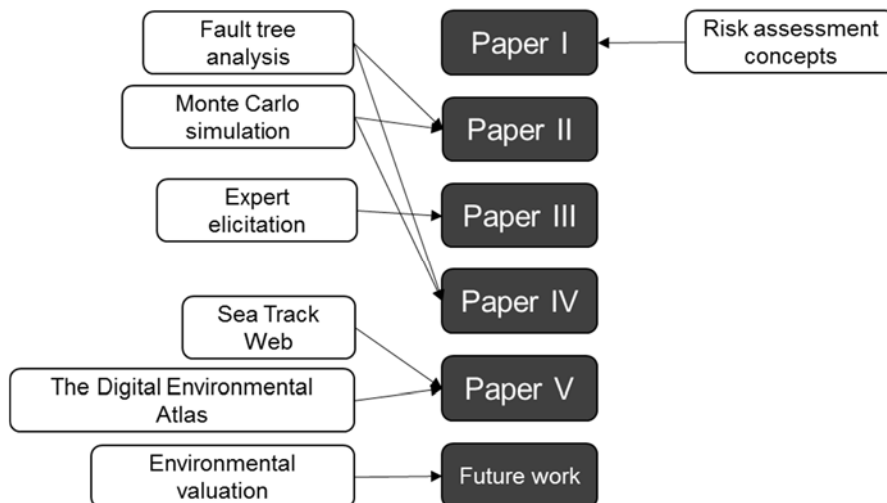 Fault tree
analysis
Paper I
Risk assessment
concepts
Monte Carlo
simulation
Paper II
Expert
elicitation
Paper III
Sea Track
Web
Paper IV
The Digital Environmental
Atlas
Paper V
Environmental
valuation
Future work